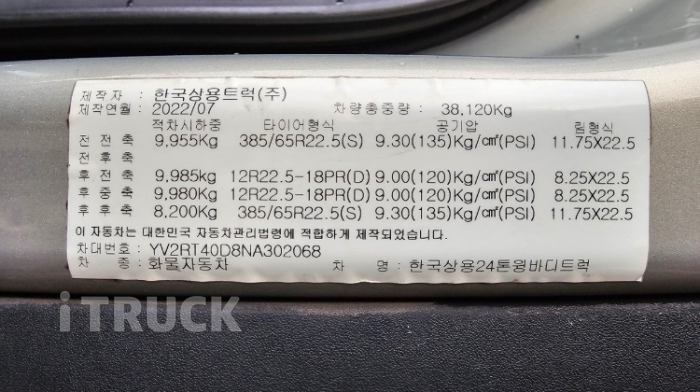 제작자 : 한국상용트럭(주)
제작연월 : 2022/07 차량총중량 : 38,120Kg
적차시하중 타이어형식 공기압 림형식
전 전 축 9.955Kg 385/65R22.5(S) 9.30(135)Kg/㎠(PSI) 11.75X22.5
전 후 축
후 전 축 9,985kg 12R22.5-18PR(D) 9.00(120)Kg/㎠(PSI) 8.25X22.5
후 중 축 9,980Kg 12R22.5-18PR(D) 9.00(120)Kg/㎠(PSI) 8.25X22.5
후 후 축 8,200Kg 385/65R22.5(S) 9.30(135)Kg/㎠(PSI) 11.75X22.5
이 자동차는 대한민국 자동차관리법령에 적합하게 제작되었습니다.
차대번호 : YV2RT40D8NA302068
차 종 : 화물자동차 차 명 : 한국상용24톤윙바디트럭
iTRUCK